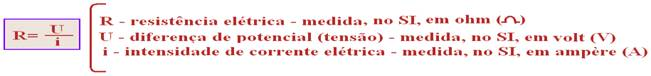 R= U/i
R - resistência elétrica - medida, no SI, em ohm (Ω)
U - diferença de potencial (tensão) - medida, no SI, em volt (V)
i - intensidade de corrente elétrica - medida, no SI, em ampère (A)